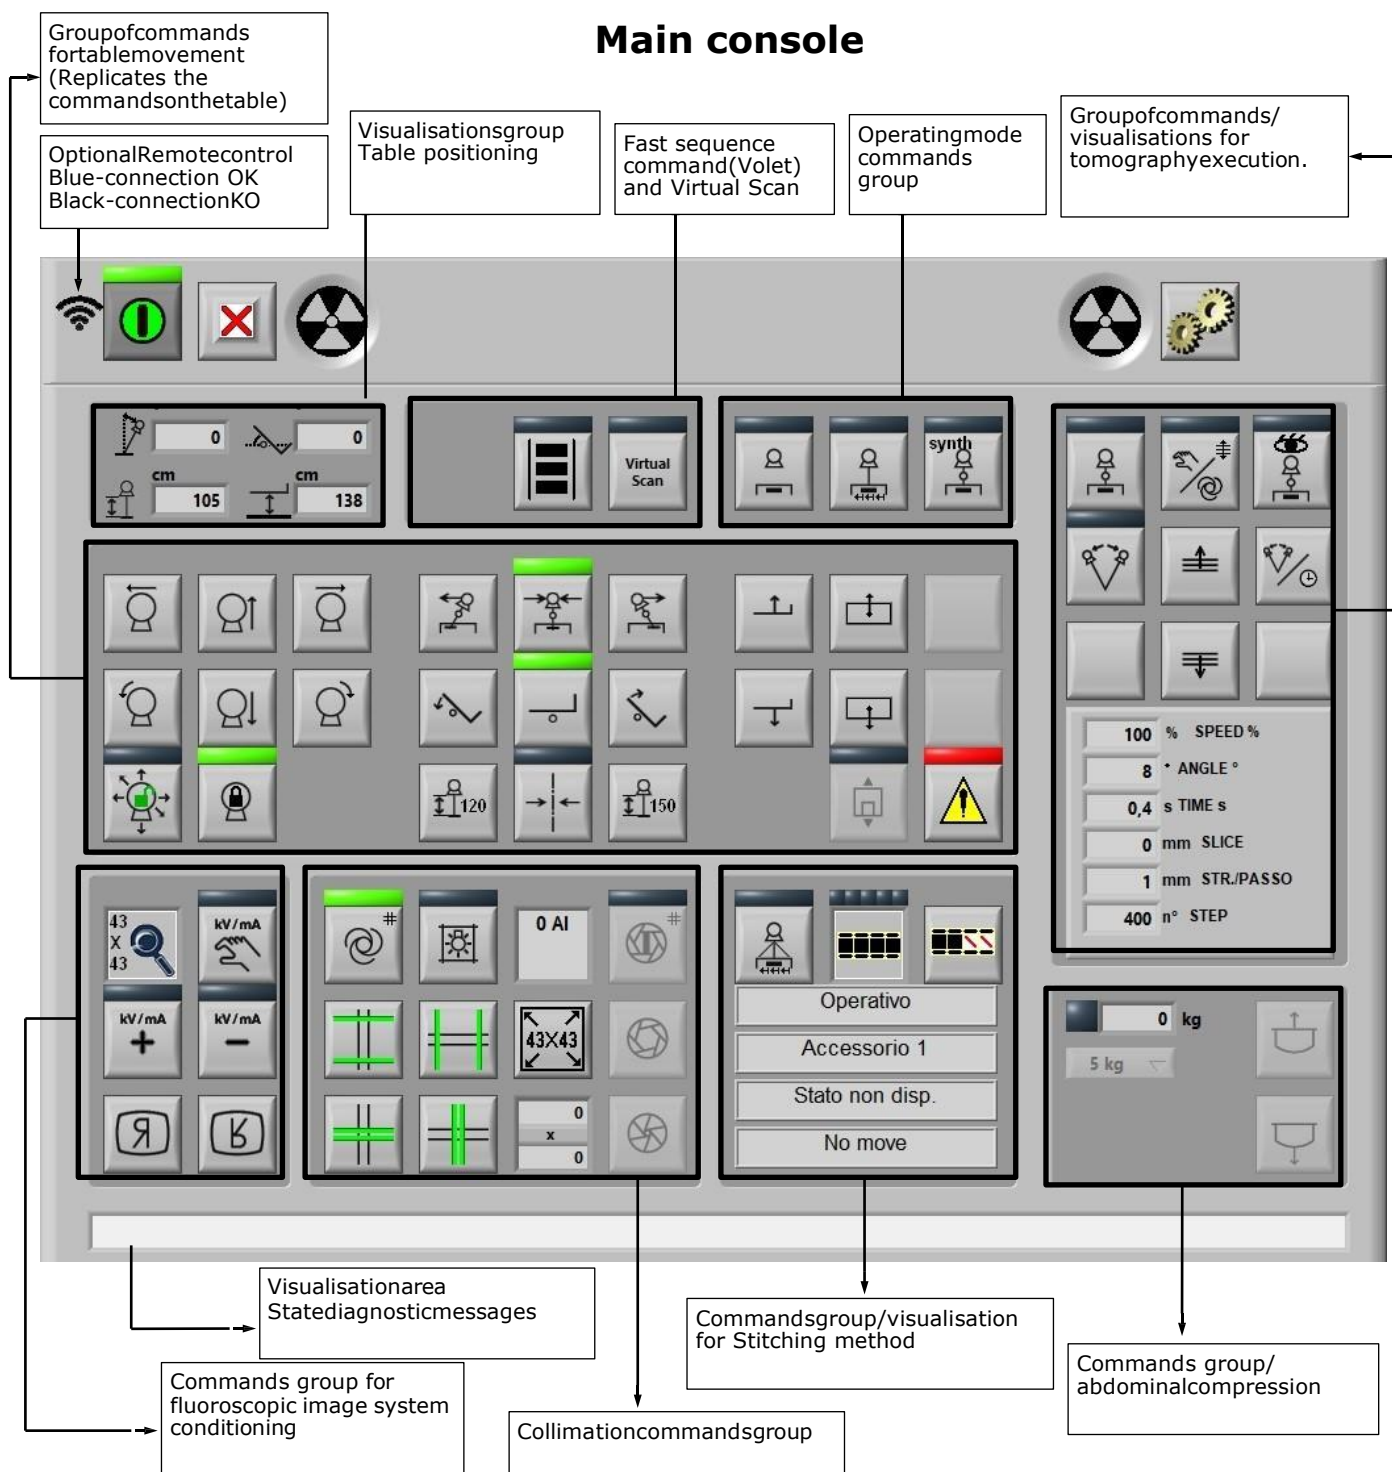 Main console
Groupofcommands
fortablemovement
(Replicates the
commandsonthetable)
OptionalRemotecontrol
Blue-connection OK
Black-connectionKO
Visualisationsgroup
Table positioning
Fast sequence
command(Volet)
and Virtual Scan
Operatingmode
commands
group
Groupofcommands/
visualisations for
tomographyexecution.
0
0
cm
105
cm
138
Virtual
Scan
synth
120
150
100 % SPEED %
8 ° ANGLE °
0,4 s TIME s
0 mm SLICE
1 mm STR./PASSO
400 n° STEP
43
X
43
kV/mA
kV/mA
+
kV/mA
-
R
R
#
0 Al
#
43X43
0
x
0
Operativo
Accessorio 1
Stato non disp.
No move
0 kg
5 kg
Visualisationarea
Statediagnosticmessages
Commands group for
fluoroscopic image system
conditioning
Collimationcommandsgroup
Commandsgroup/visualisation
for Stitching method
Commands group/
abdominalcompression